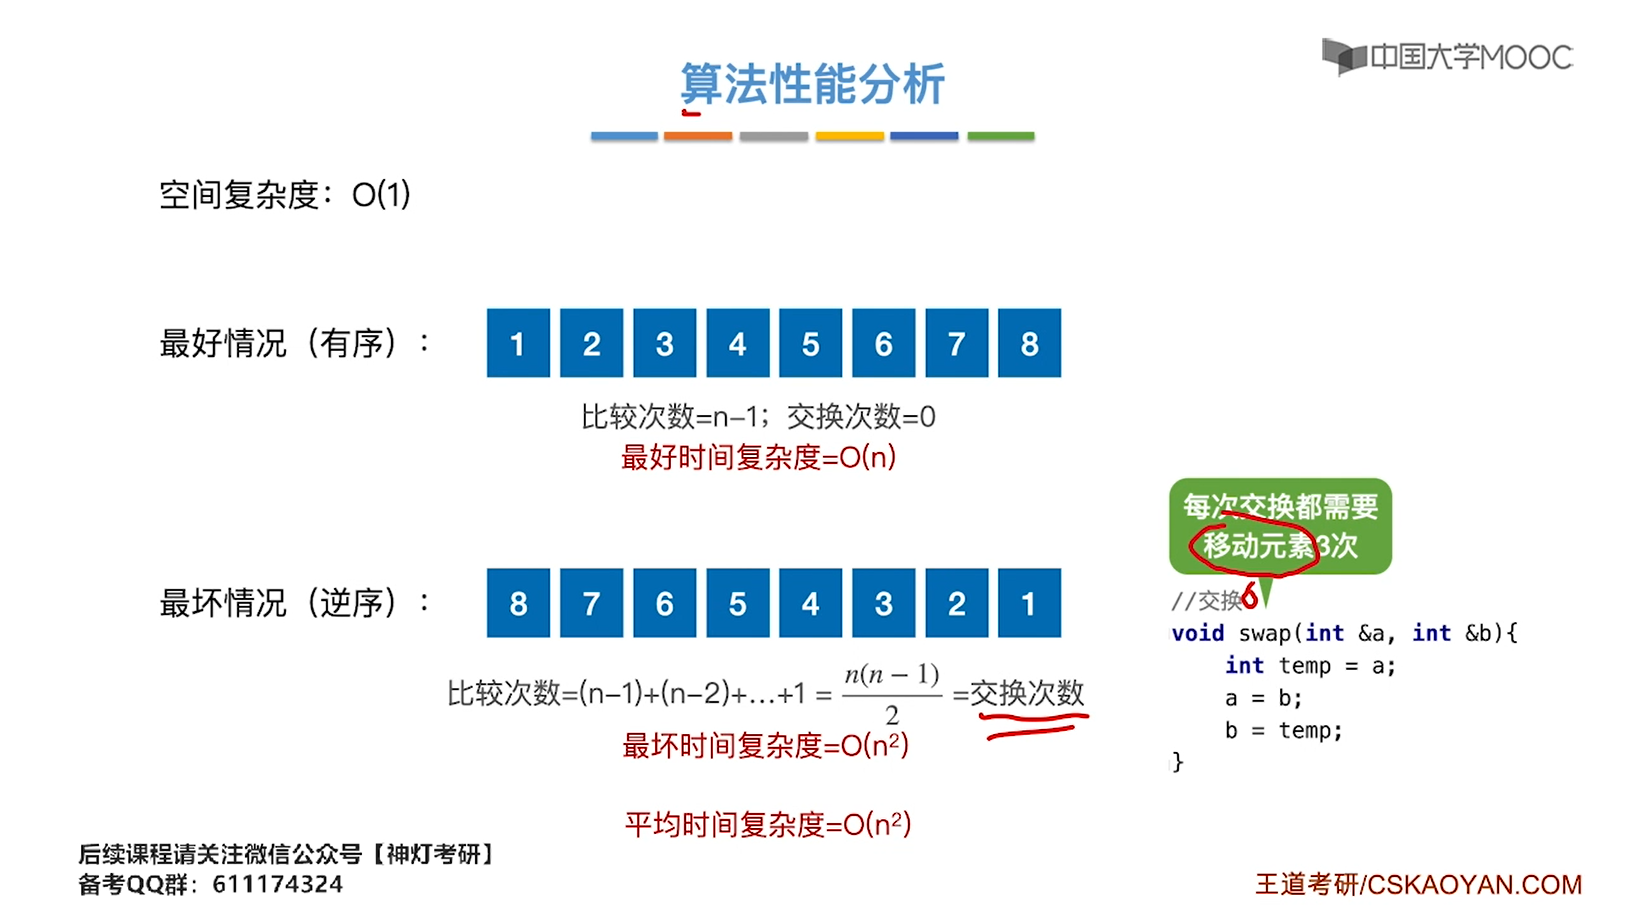 中国大学MOOC
算法性能分析
空间复杂度：O(1)
最好情况（有序）：
1 2 3 4 5 6 7 8
比较次数=n-1；交换次数=0
最好时间复杂度=O(n)
每次交换都需要
移动元素3次
最坏情况（逆序）：
8 7 6 5 4 3 2 1
//交换
void swap(int &a, int &b){
int temp = a;
a = b;
b = temp;
}
比较次数=(n-1)+(n-2)+…+1 = n(n − 1)/2 =交换次数
最坏时间复杂度=O(n²)
平均时间复杂度=O(n²)
后续课程请关注微信公众号【神灯考研】
备考QQ群：611174324
王道考研/CSKAOYAN.COM